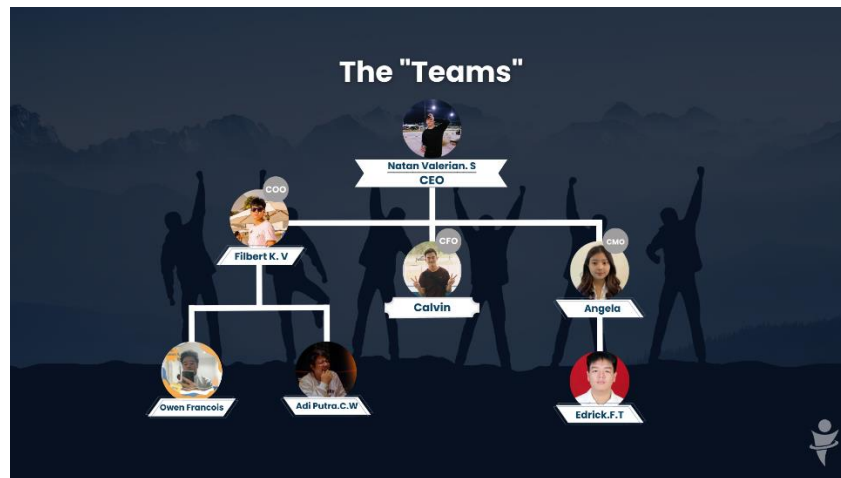 The "Teams"
Natan Valerian. S
CEO
COO
Filbert K. V
CFO
Calvin
CMO
Angela
Owen Francois
Adi Putra.C.W
Edrick.F.T